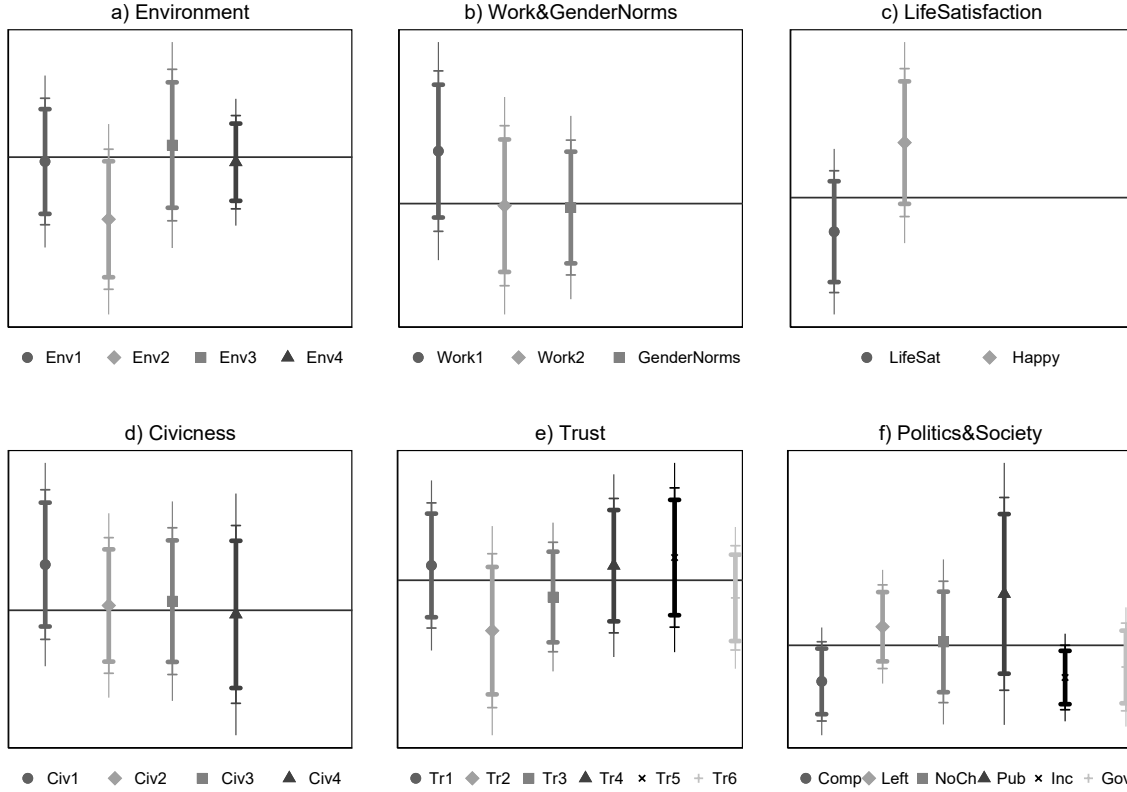 a) Environment
b) Work&GenderNorms
c) LifeSatisfaction
Env1 Env2 Env3 Env4
Work1 Work2 GenderNorms
LifeSat Happy
d) Civicness
e) Trust
f) Politics&Society
Civ1 Civ2 Civ3 Civ4
Tr1 Tr2 Tr3 Tr4 Tr5 Tr6
Comp Left NoCh Pub Inc Gov